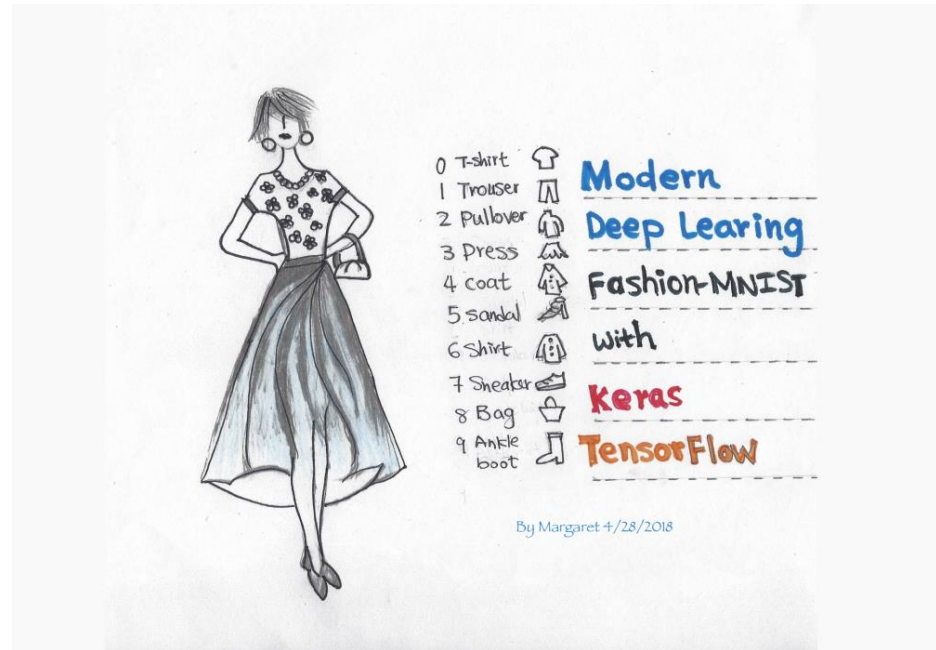 0 T-shirt
1 Trouser
2 Pullover
3 Press
4 coat
5 sandal
6 Shirt
7 Sneaker
8 Bag
9 Ankle
boot
Modern
Deep Learing
Fashion-MNIST
with
Keras
TensorFlow
By Margaret 4/28/2018